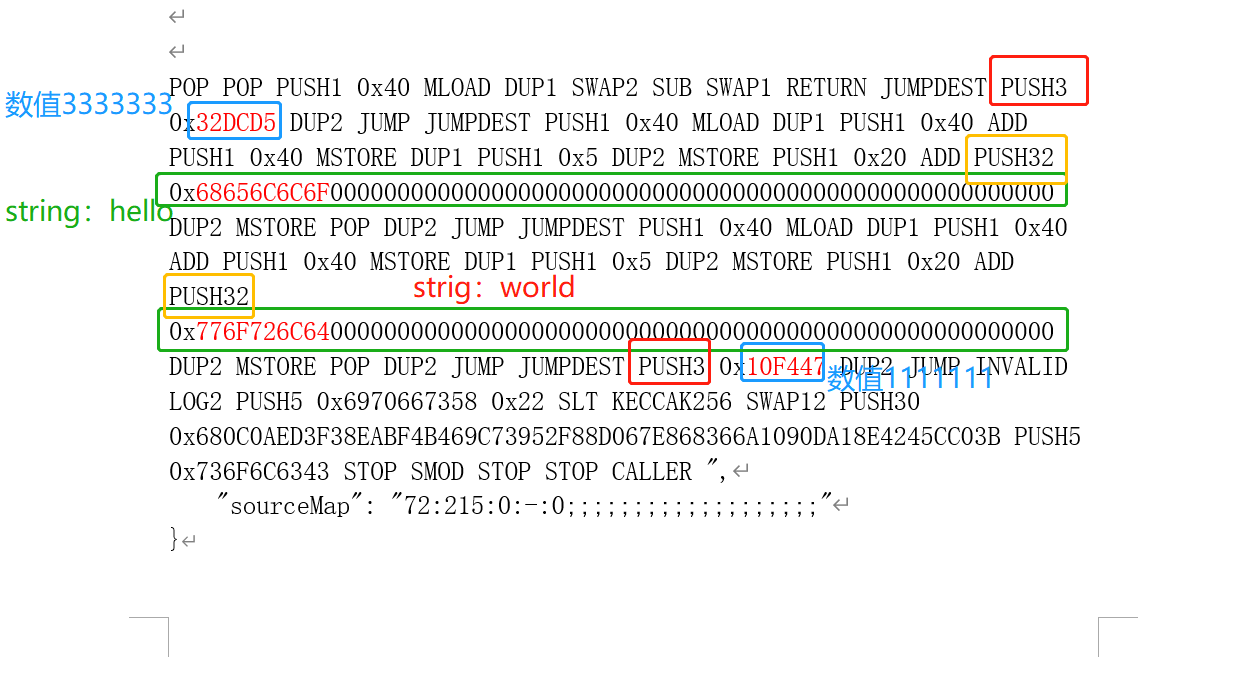 POP POP PUSH1 0x40 MLOAD DUP1 SWAP2 SUB SWAP1 RETURN JUMPDEST PUSH3
数值3333333
0x32DCD5 DUP2 JUMP JUMPDEST PUSH1 0x40 MLOAD DUP1 PUSH1 0x40 ADD
PUSH1 0x40 MSTORE DUP1 PUSH1 0x5 DUP2 MSTORE PUSH1 0x20 ADD PUSH32
0x68656C6C6F000000000000000000000000000000000000000000000000000000
string：hello
DUP2 MSTORE POP DUP2 JUMP JUMPDEST PUSH1 0x40 MLOAD DUP1 PUSH1 0x40
ADD PUSH1 0x40 MSTORE DUP1 PUSH1 0x5 DUP2 MSTORE PUSH1 0x20 ADD
PUSH32
strig：world
0x776F726C64000000000000000000000000000000000000000000000000000000
DUP2 MSTORE POP DUP2 JUMP JUMPDEST PUSH3 0x10F447 DUP2 JUMP INVALID
数值1111111
LOG2 PUSH5 0x6970667358 0x22 SLT KECCAK256 SWAP12 PUSH30
0x680C0AED3F38EABF4B469C73952F88D067E868366A1090DA18E4245CC03B PUSH5
0x736F6C6343 STOP SMOD STOP STOP CALLER ",
"sourceMap": "72:215:0:-:0;;;;;;;;;;;;;;;;;;;"
}